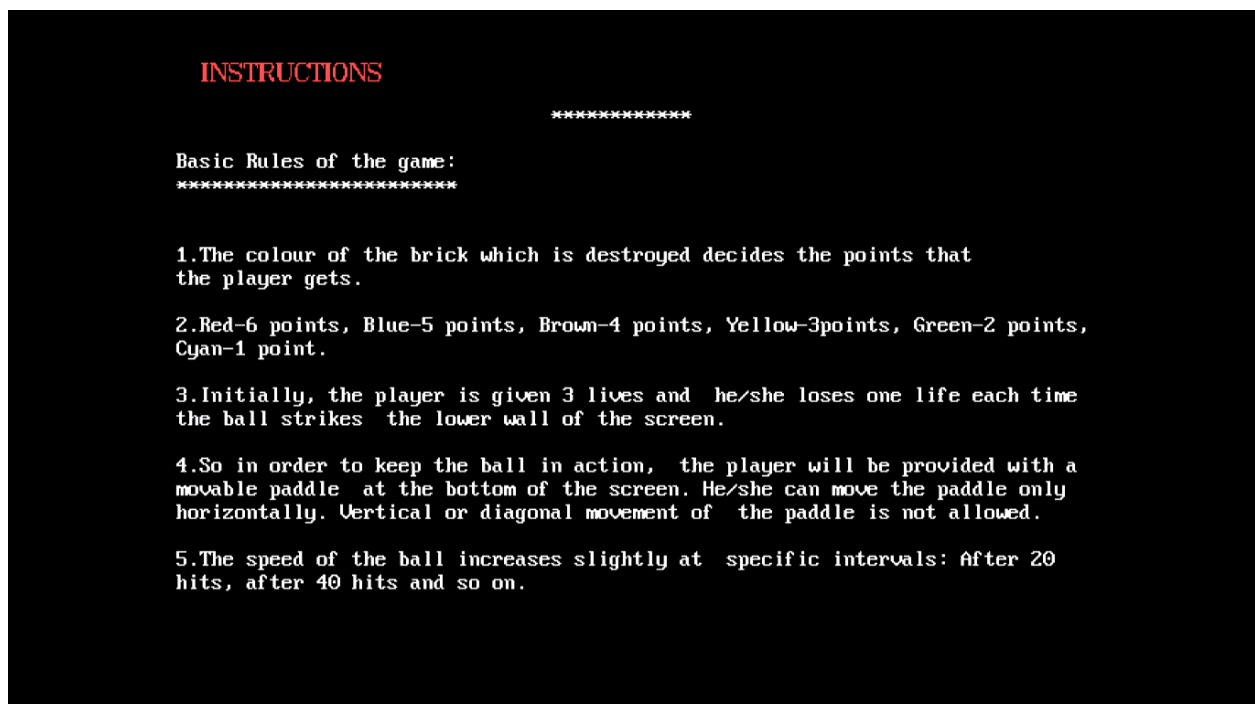 INSTRUCTIONS
************
Basic Rules of the game:
************************
1.The colour of the brick which is destroyed decides the points that
the player gets.
2.Red-6 points, Blue-5 points, Brown-4 points, Yellow-3points, Green-2 points,
Cyan-1 point.
3.Initially, the player is given 3 lives and  he/she loses one life each time
the ball strikes  the lower wall of the screen.
4.So in order to keep the ball in action,  the player will be provided with a
movable paddle  at the bottom of the screen. He/she can move the paddle only
horizontally. Vertical or diagonal movement of  the paddle is not allowed.
5.The speed of the ball increases slightly at  specific intervals: After 20
hits, after 40 hits and so on.